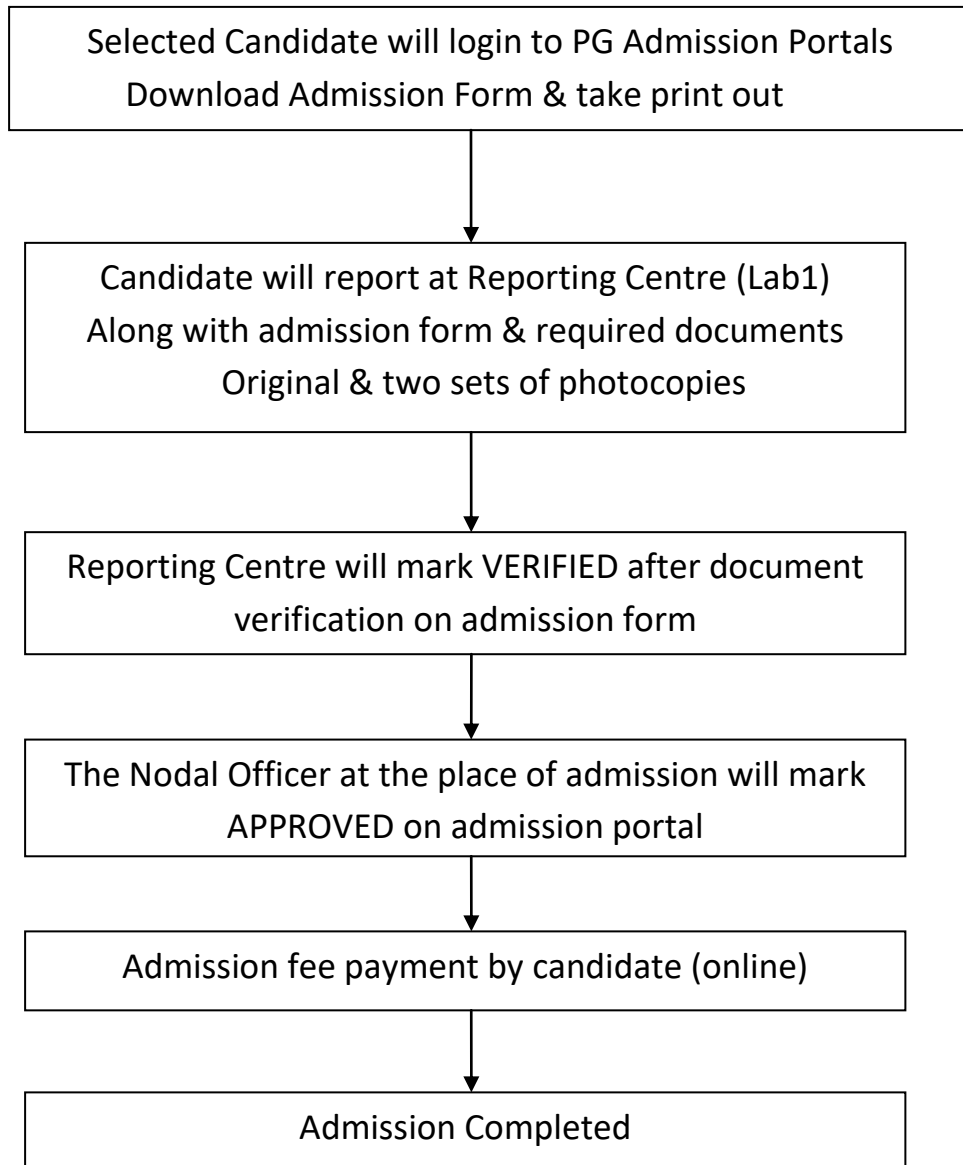 Selected Candidate will login to PG Admission Portals
Download Admission Form & take print out
Candidate will report at Reporting Centre (Lab1)
Along with admission form & required documents
Original & two sets of photocopies
Reporting Centre will mark VERIFIED after document
verification on admission form
The Nodal Officer at the place of admission will mark
APPROVED on admission portal
Admission fee payment by candidate (online)
Admission Completed